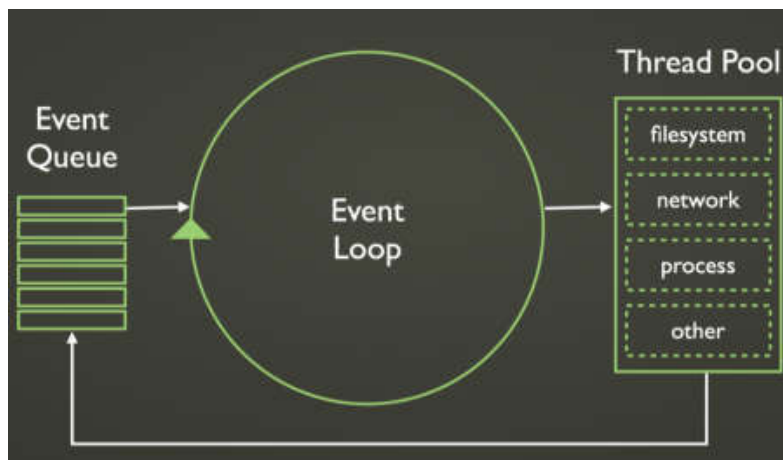 Event
Queue
Event
Loop
Thread Pool
filesystem
network
process
other